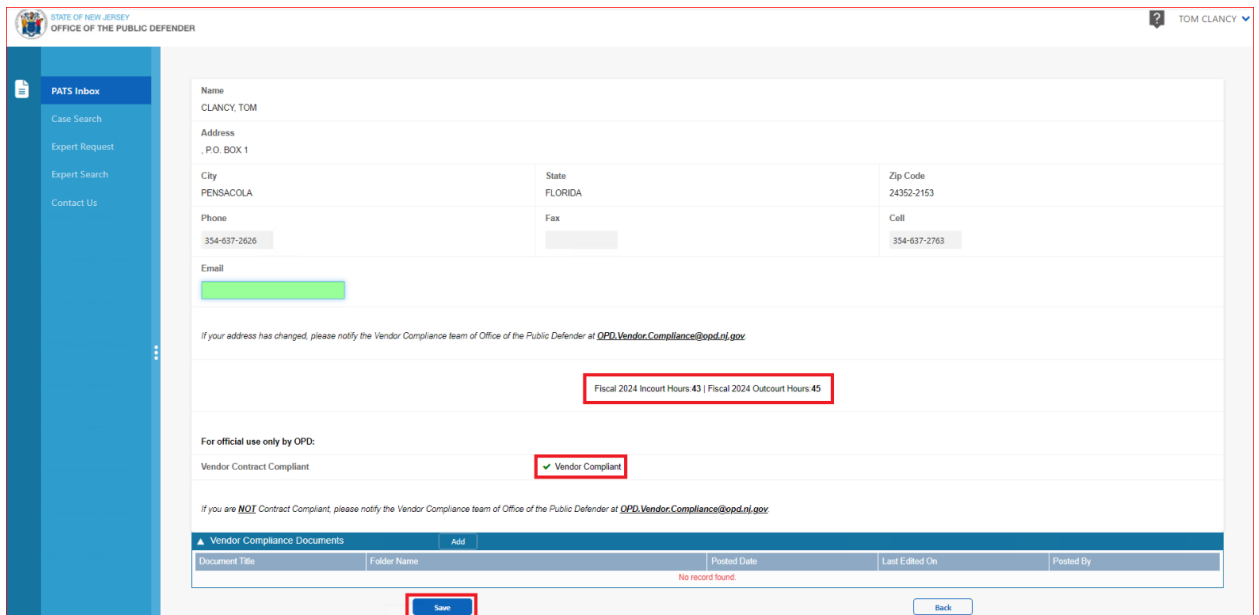 STATE OF NEW JERSEY
OFFICE OF THE PUBLIC DEFENDER
? TOM CLANCY
PATS Inbox
Case Search
Expert Request
Expert Search
Contact Us
Name
CLANCY, TOM
Address
, P.O. BOX 1
City State Zip Code
PENSACOLA FLORIDA 24352-2153
Phone Fax Cell
354-637-2626 354-637-2763
Email
If your address has changed, please notify the Vendor Compliance team of Office of the Public Defender at OPD.Vendor.Compliance@opd.nj.gov.
Fiscal 2024 Incourt Hours:43 | Fiscal 2024 Outcourt Hours:45
For official use only by OPD:
Vendor Contract Compliant ✔ Vendor Compliant
If you are NOT Contract Compliant, please notify the Vendor Compliance team of Office of the Public Defender at OPD.Vendor.Compliance@opd.nj.gov.
▲ Vendor Compliance Documents Add
Document Title Folder Name Posted Date Last Edited On Posted By
No record found.
Save Back